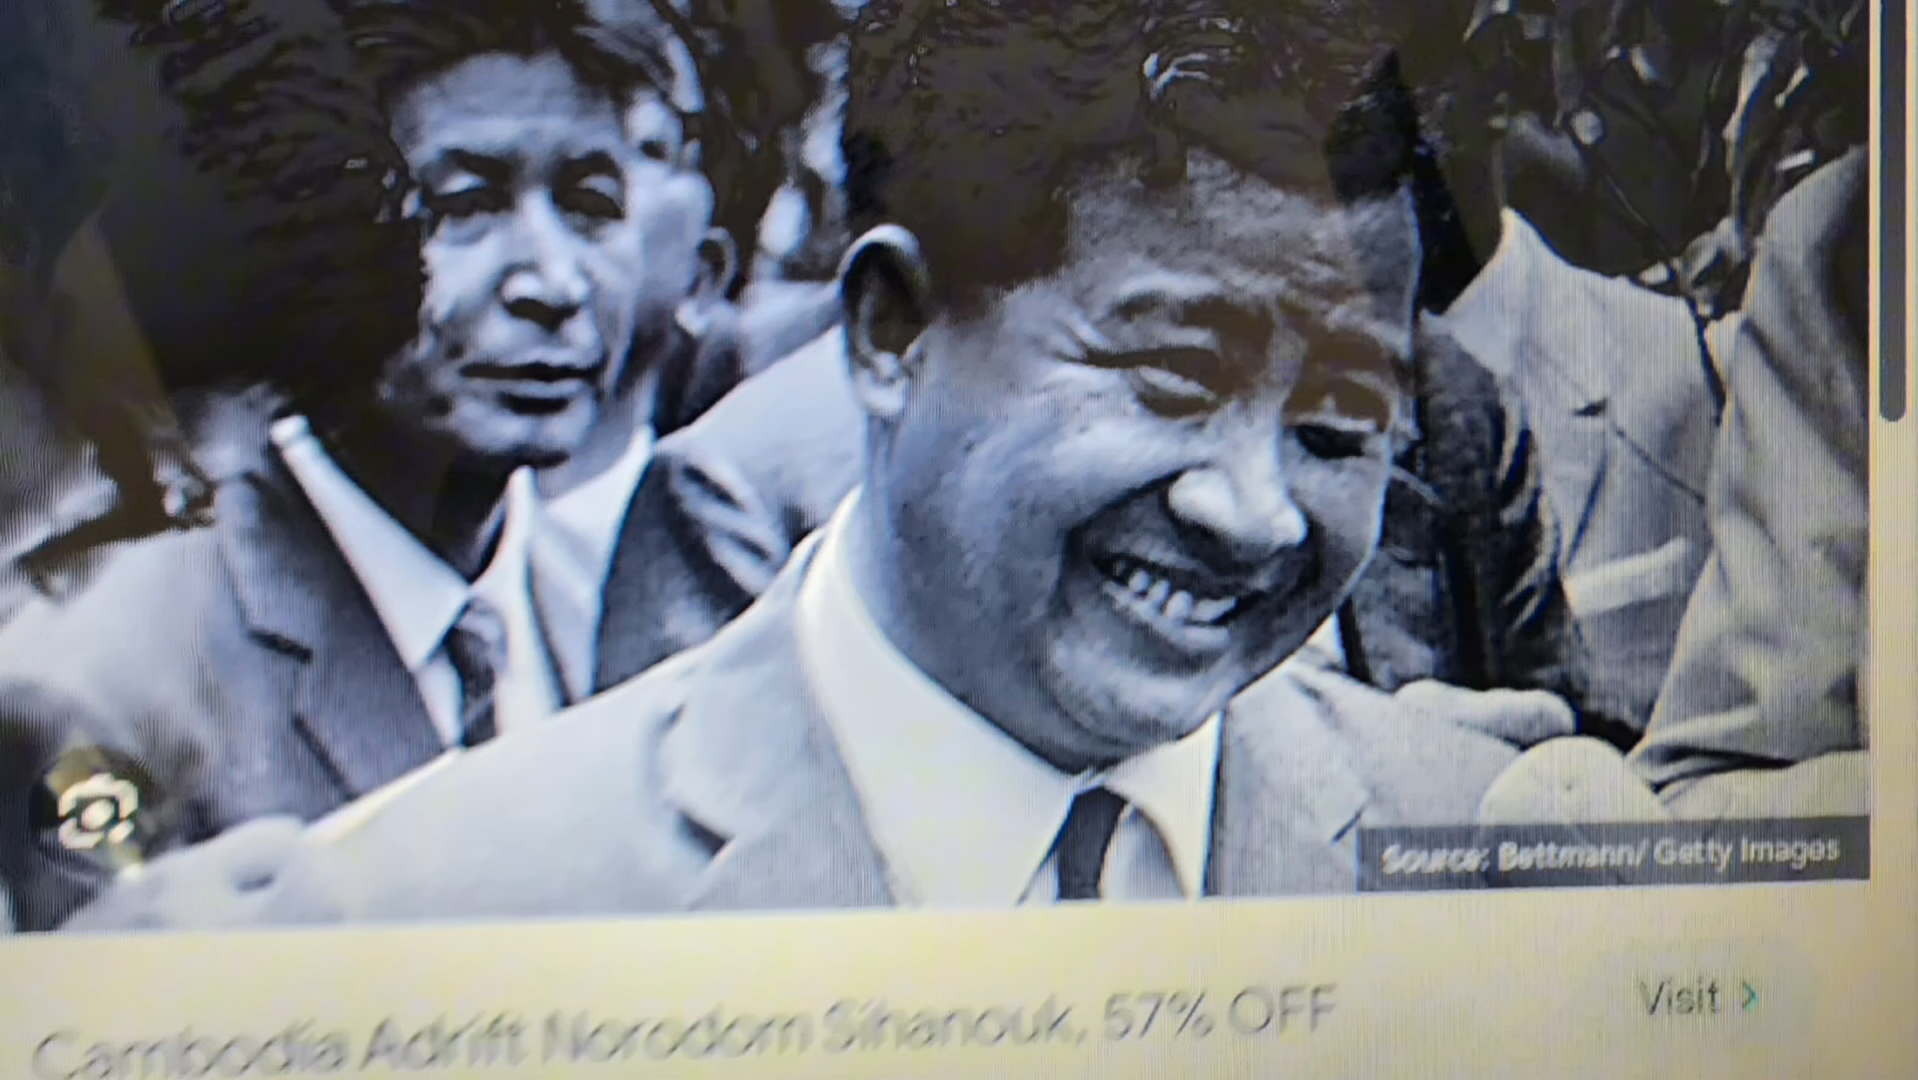 Source: Bettmann/ Getty Images
Cambodia Adrift Norodom Sihanouk, 57% OFF
Visit >